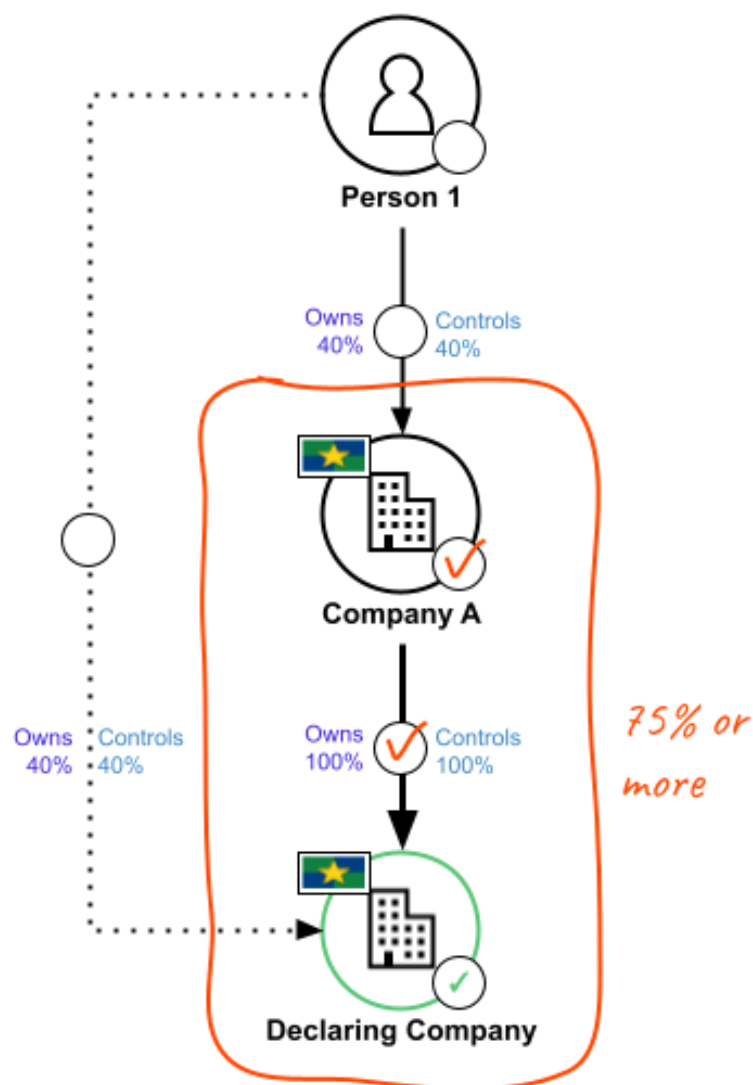 Person 1
Owns
40%
Controls
40%
Company A
Owns
100%
Controls
100%
Owns
40%
Controls
40%
75% or
more
Declaring Company